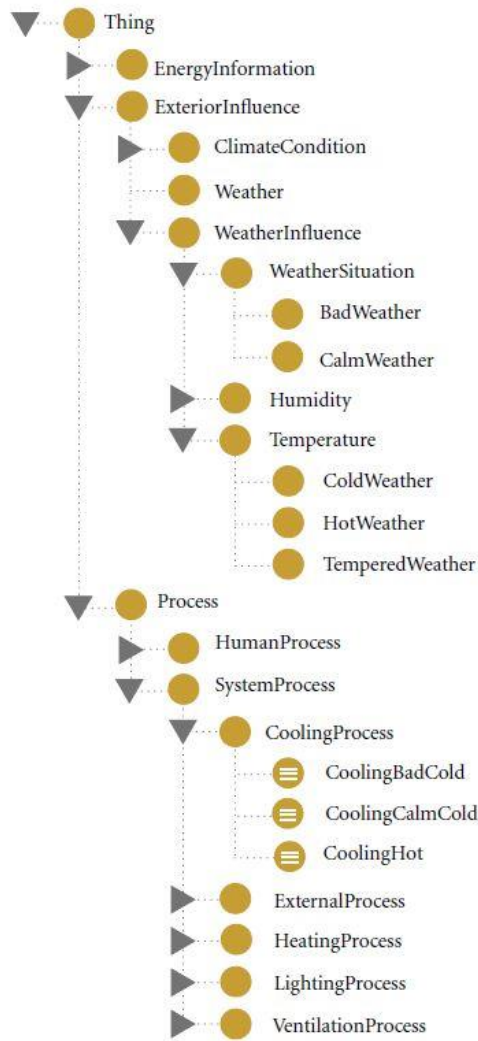 Thing
EnergyInformation
ExteriorInfluence
ClimateCondition
Weather
WeatherInfluence
WeatherSituation
BadWeather
CalmWeather
Humidity
Temperature
ColdWeather
HotWeather
TemperedWeather
Process
HumanProcess
SystemProcess
CoolingProcess
CoolingBadCold
CoolingCalmCold
CoolingHot
ExternalProcess
HeatingProcess
LightingProcess
VentilationProcess